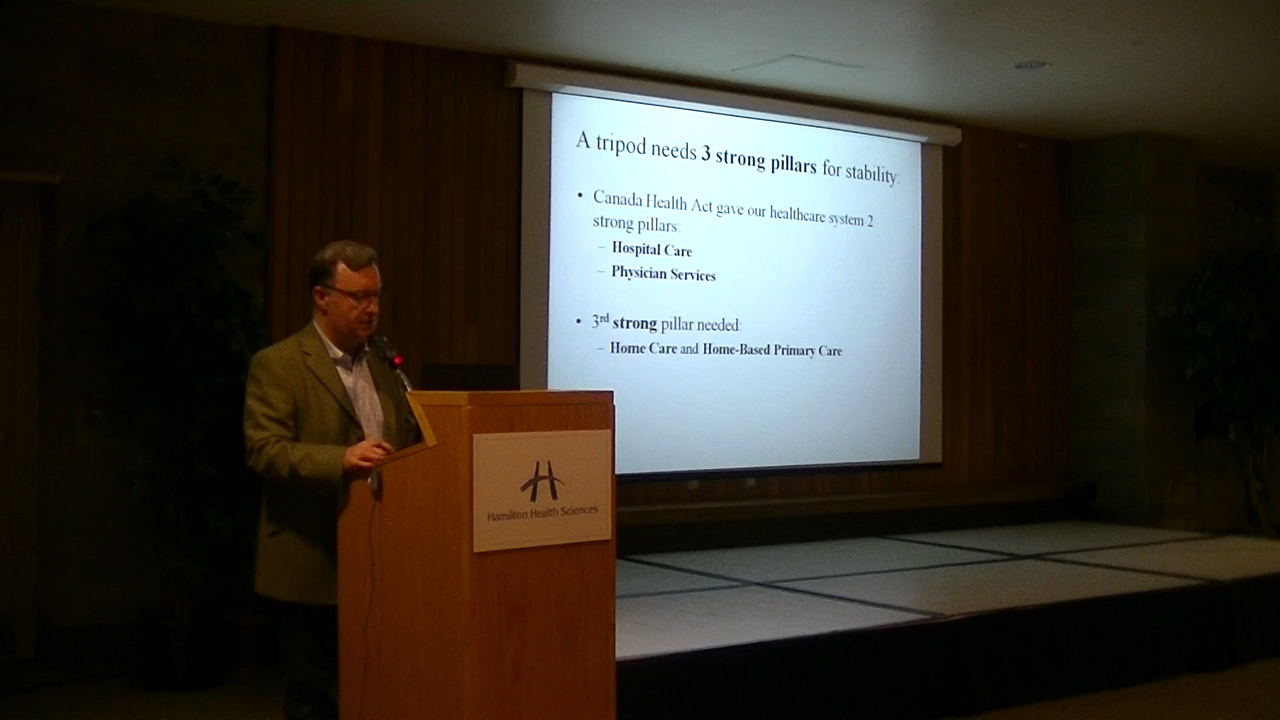 A tripod needs 3 strong pillars for stability:
• Canada Health Act gave our healthcare system 2
strong pillars:
– Hospital Care
– Physician Services
• 3rd strong pillar needed:
– Home Care and Home-Based Primary Care
Hamilton Health Sciences